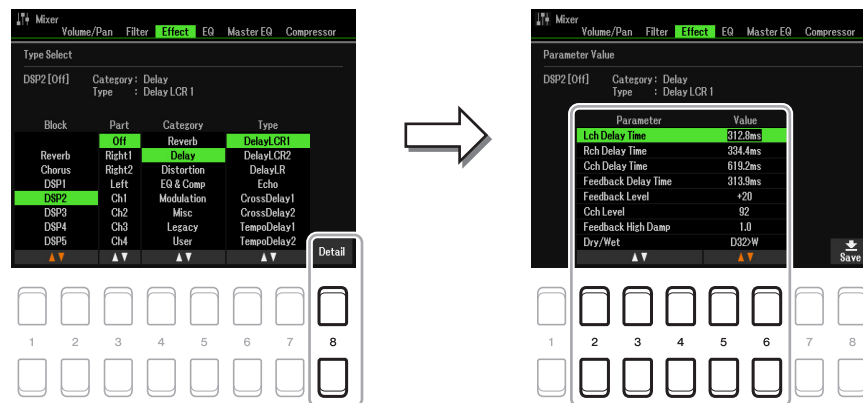 Mixer
Volume/Pan Filter Effect EQ Master EQ Compressor
Type Select
DSP2 [Off] Category : Delay
Type : Delay LCR 1
Block Part Category Type
Off Reverb DelayLCR1
Reverb Right1 Delay DelayLCR2
Chorus Right2 Distortion DelayLR
DSP1 Left EQ & Comp Echo
DSP2 Ch1 Modulation CrossDelay1
DSP3 Ch2 Misc CrossDelay2
DSP4 Ch3 Legacy TempoDelay1
DSP5 Ch4 User TempoDelay2
Detail
1 2 3 4 5 6 7 8
Mixer
Volume/Pan Filter Effect EQ Master EQ Compressor
Parameter Value
DSP2 [Off] Category : Delay
Type : Delay LCR 1
Parameter Value
Lch Delay Time 312.8ms
Rch Delay Time 334.4ms
Cch Delay Time 619.2ms
Feedback Delay Time 313.9ms
Feedback Level +20
Cch Level 92
Feedback High Damp 1.0
Dry/Wet D32>W
Save
1 2 3 4 5 6 7 8